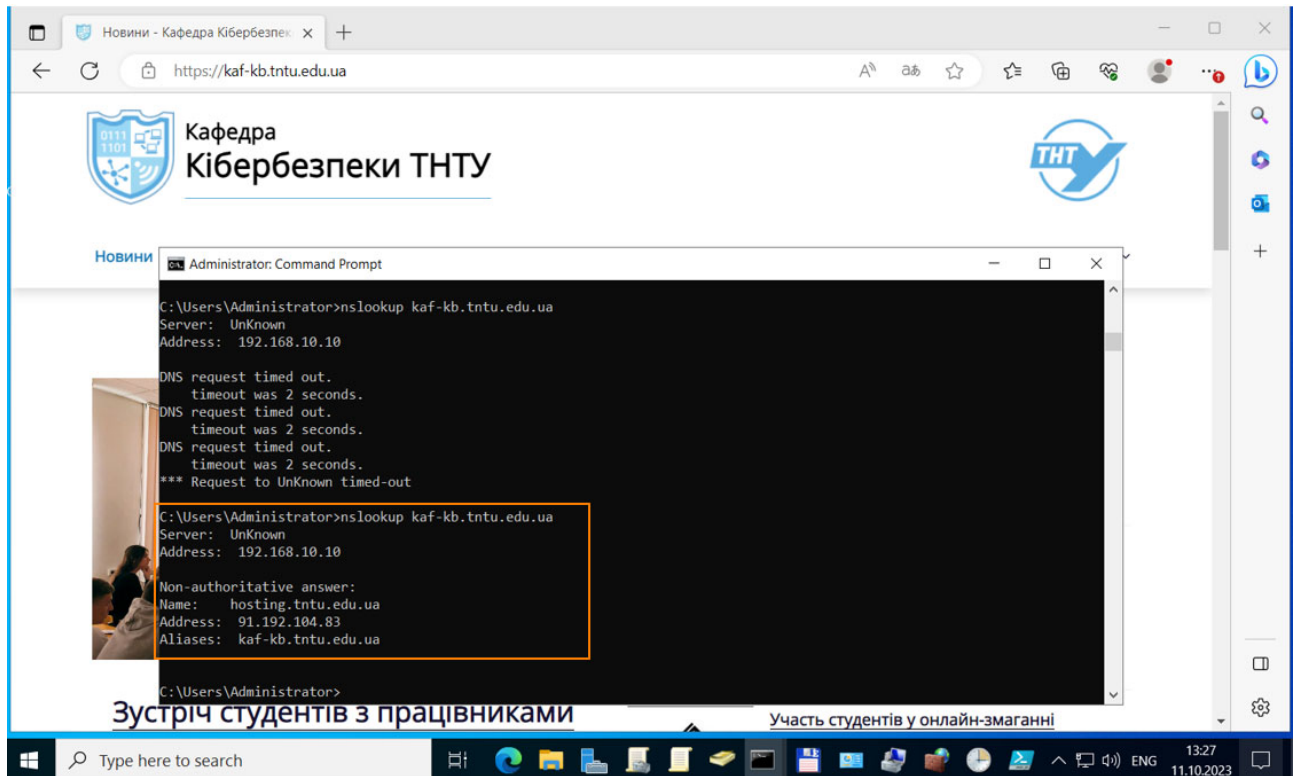 Новини - Кафедра Кібербезпек
https://kaf-kb.tntu.edu.ua
0111
1101
Кафедра
Кібербезпеки ТНТУ
ТНТУ
Новини
Administrator: Command Prompt
C:\Users\Administrator>nslookup kaf-kb.tntu.edu.ua
Server:  UnKnown
Address:  192.168.10.10
DNS request timed out.
    timeout was 2 seconds.
DNS request timed out.
    timeout was 2 seconds.
DNS request timed out.
    timeout was 2 seconds.
*** Request to UnKnown timed-out
C:\Users\Administrator>nslookup kaf-kb.tntu.edu.ua
Server:  UnKnown
Address:  192.168.10.10
Non-authoritative answer:
Name:    hosting.tntu.edu.ua
Address:  91.192.104.83
Aliases:  kaf-kb.tntu.edu.ua
C:\Users\Administrator>
Зустріч студентів з працівниками
Участь студентів у онлайн-змаганні
Type here to search
ENG
13:27
11.10.2023